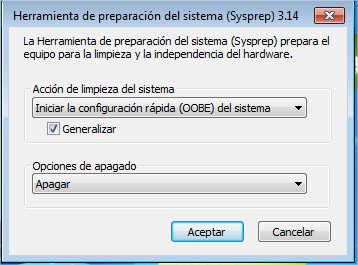 Herramienta de preparación del sistema (Sysprep) 3.14
La Herramienta de preparación del sistema (Sysprep) prepara el
equipo para la limpieza y la independencia del hardware.
Acción de limpieza del sistema
Iniciar la configuración rápida (OOBE) del sistema
Generalizar
Opciones de apagado
Apagar
Aceptar
Cancelar